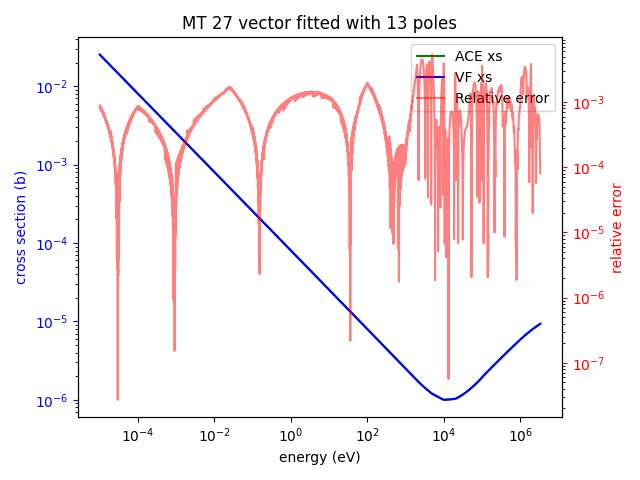 MT 27 vector fitted with 13 poles
ACE xs
VF xs
Relative error
cross section (b)
10⁻²
10⁻³
10⁻⁴
10⁻⁵
10⁻⁶
relative error
10⁻³
10⁻⁴
10⁻⁵
10⁻⁶
10⁻⁷
10⁻⁴ 10⁻² 10⁰ 10² 10⁴ 10⁶
energy (eV)